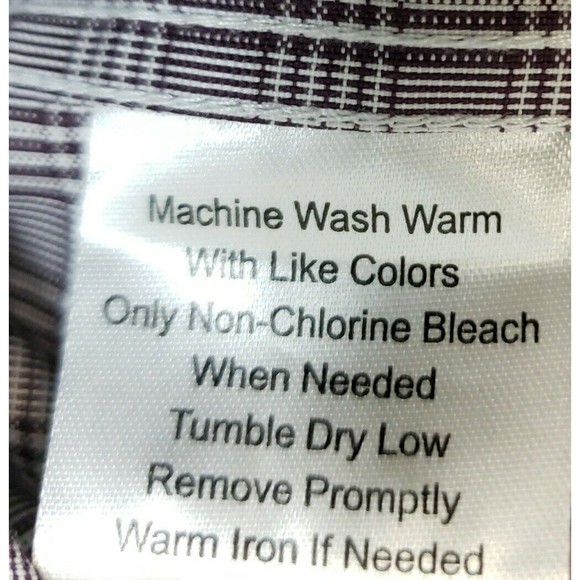 Machine Wash Warm
With Like Colors
Only Non-Chlorine Bleach
When Needed
Tumble Dry Low
Remove Promptly
Warm Iron If Needed